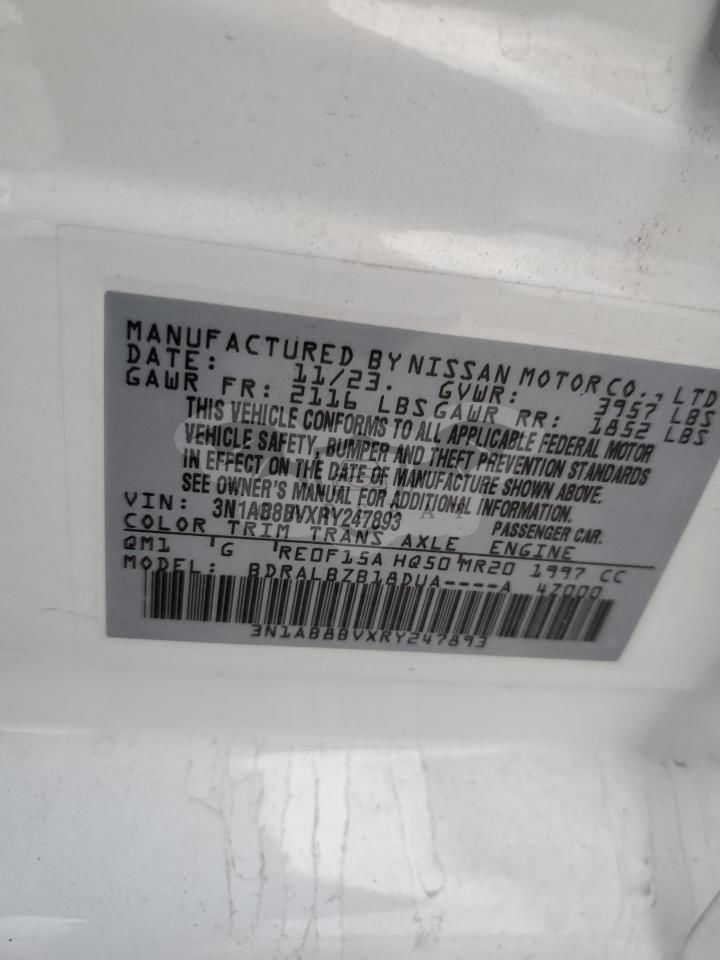 MANUFACTURED BY NISSAN MOTOR CO., LTD
DATE: 11/23. GVWR: 3957 LBS
GAWR FR: 2116 LBS GAWR RR: 1852 LBS
THIS VEHICLE CONFORMS TO ALL APPLICABLE FEDERAL MOTOR
VEHICLE SAFETY, BUMPER AND THEFT PREVENTION STANDARDS
IN EFFECT ON THE DATE OF MANUFACTURE SHOWN ABOVE.
SEE OWNER'S MANUAL FOR ADDITIONAL INFORMATION.
VIN: 3N1AB8BVXRY247893 PASSENGER CAR.
COLOR TRIM TRANS AXLE ENGINE
QM1 G RE0F15A HQ50 MR20 1997 CC
MODEL: BDRALBZB18DUA----A 47000
3N1AB8BVXRY247893